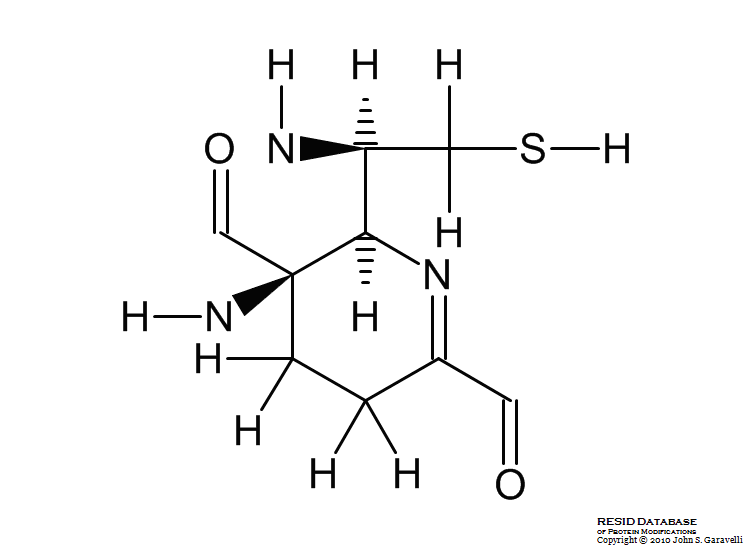 H H H
O N S H
H
N
H N H
H
H
H H
O
RESID DATABASE
OF PROTEIN MODIFICATIONS
Copyright © 2010 John S. Garavelli